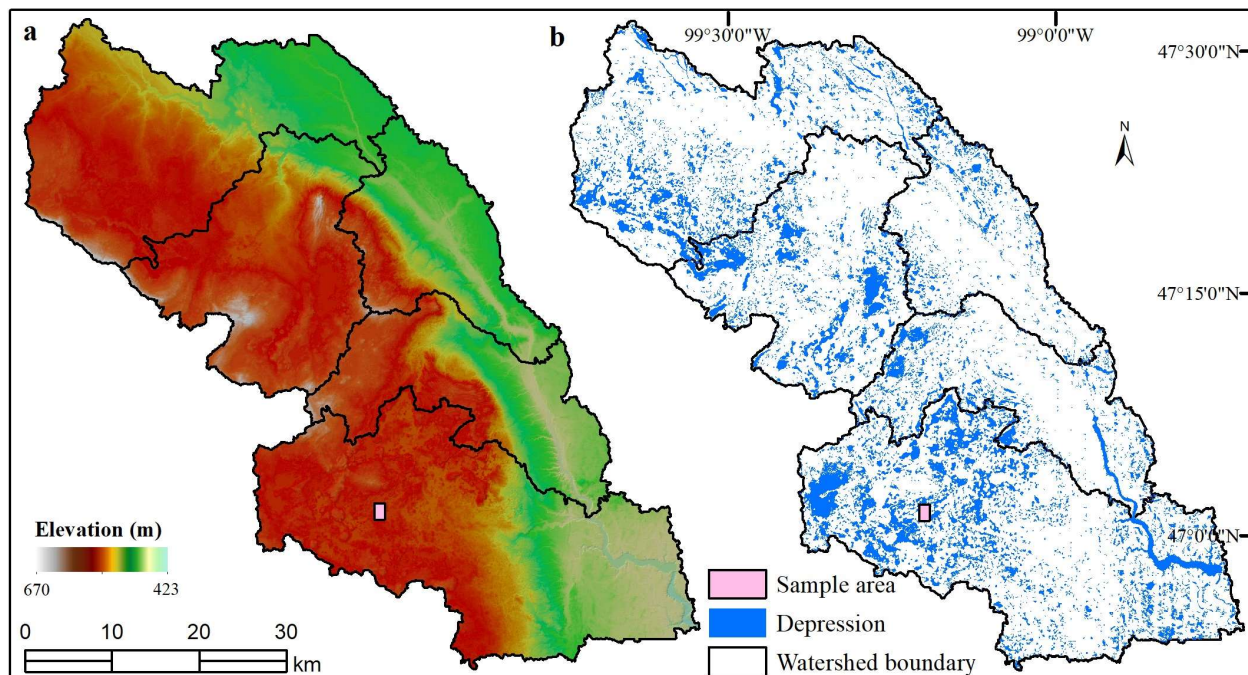 a
b
99°30'0"W
99°0'0"W
47°30'0"N
N
47°15'0"N
47°0'0"N
Elevation (m)
670
423
0
10
20
30
km
Sample area
Depression
Watershed boundary